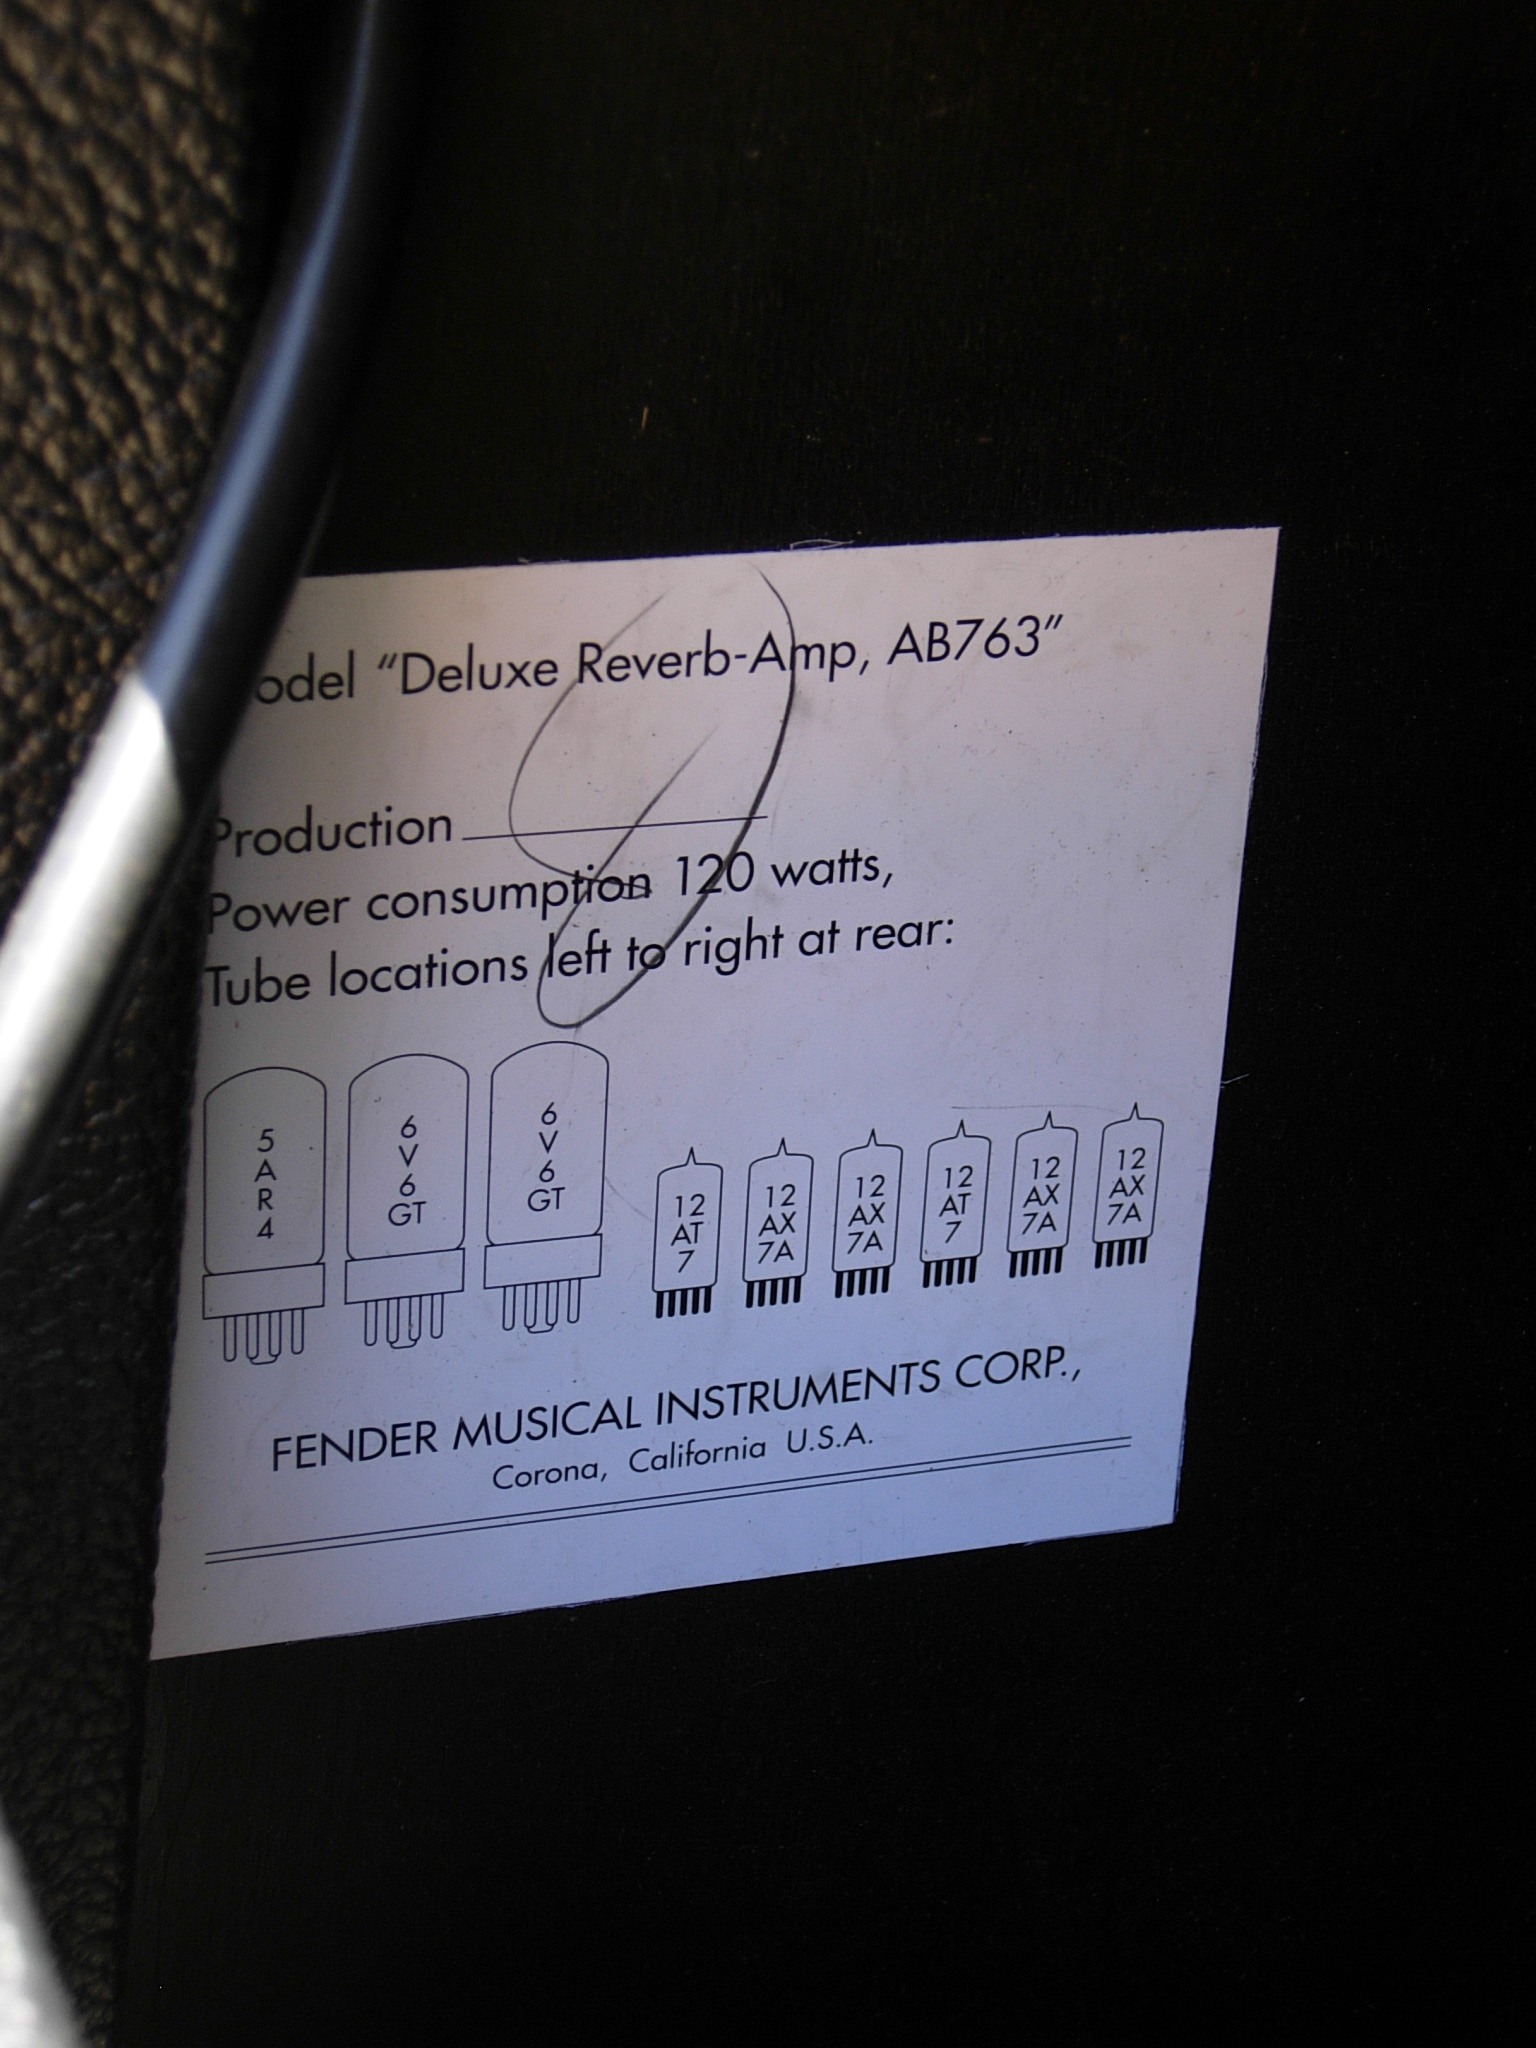 odel "Deluxe Reverb-Amp, AB763"
Production
Power consumption 120 watts,
Tube locations left to right at rear:
5
A
R
4
6
V
6
GT
6
V
6
GT
12
AT
7
12
AX
7A
12
AX
7A
12
AT
7
12
AX
7A
12
AX
7A
FENDER MUSICAL INSTRUMENTS CORP.,
Corona, California U.S.A.